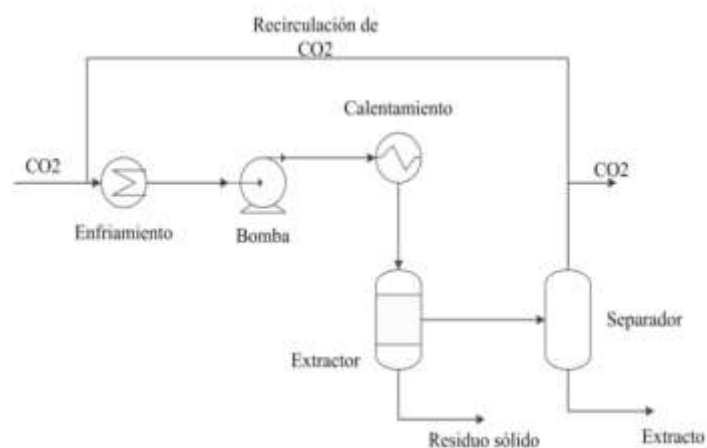 Recirculación de
CO2
Calentamiento
CO2
CO2
Enfriamiento
Bomba
Separador
Extractor
Residuo sólido
Extracto